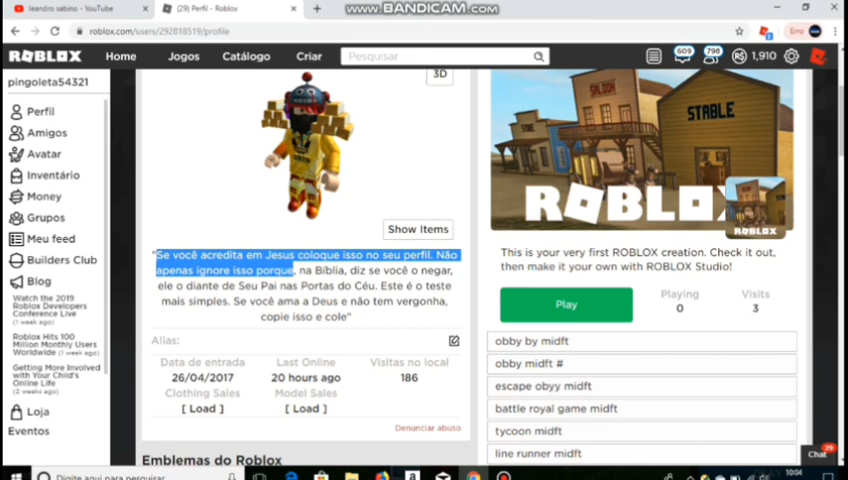 leandro sabino - YouTube
(29) Perfil - Roblox
www.BANDICAM.com
roblox.com/users/292818519/profile
Erro
ROBLOX
Home
Jogos
Catálogo
Criar
Pesquisar
609
798
R$ 1,910
pingoleta54321
Perfil
Amigos
Avatar
Inventário
Money
Grupos
Meu feed
Builders Club
Blog
Watch the 2019
Roblox Developers
Conference Live
(1 week ago)
Roblox Hits 100
Million Monthly Users
Worldwide (1 week ago)
Getting More Involved
with Your Child's
Online Life
(2 weeks ago)
Loja
Eventos
3D
Show Items
"Se você acredita em Jesus coloque isso no seu perfil. Não
apenas ignore isso porque, na Bíblia, diz se você o negar,
ele o diante de Seu Pai nas Portas do Céu. Este é o teste
mais simples. Se você ama a Deus e não tem vergonha,
copie isso e cole"
Alias:
Data de entrada
Last Online
Visitas no local
26/04/2017
20 hours ago
186
Clothing Sales
Model Sales
[ Load ]
[ Load ]
Denunciar abuso
Emblemas do Roblox
SALOON
STABLE
ROBLOX
ROBLOX
This is your very first ROBLOX creation. Check it out,
then make it your own with ROBLOX Studio!
Play
Playing
0
Visits
3
obby by midft
obby midft #
escape obyy midft
battle royal game midft
tycoon midft
line runner midft
Chat
29
Digite aqui para pesquisar
10:04